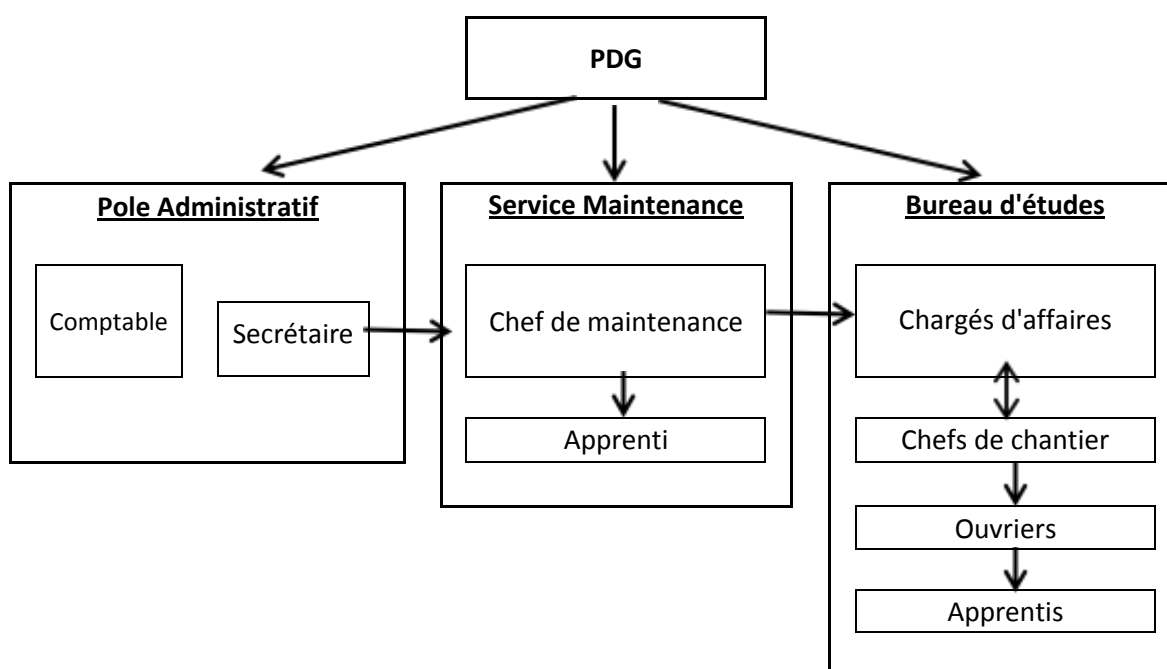 PDG
Pole Administratif
Comptable
Secrétaire
Service Maintenance
Chef de maintenance
Apprenti
Bureau d'études
Chargés d'affaires
Chefs de chantier
Ouvriers
Apprentis